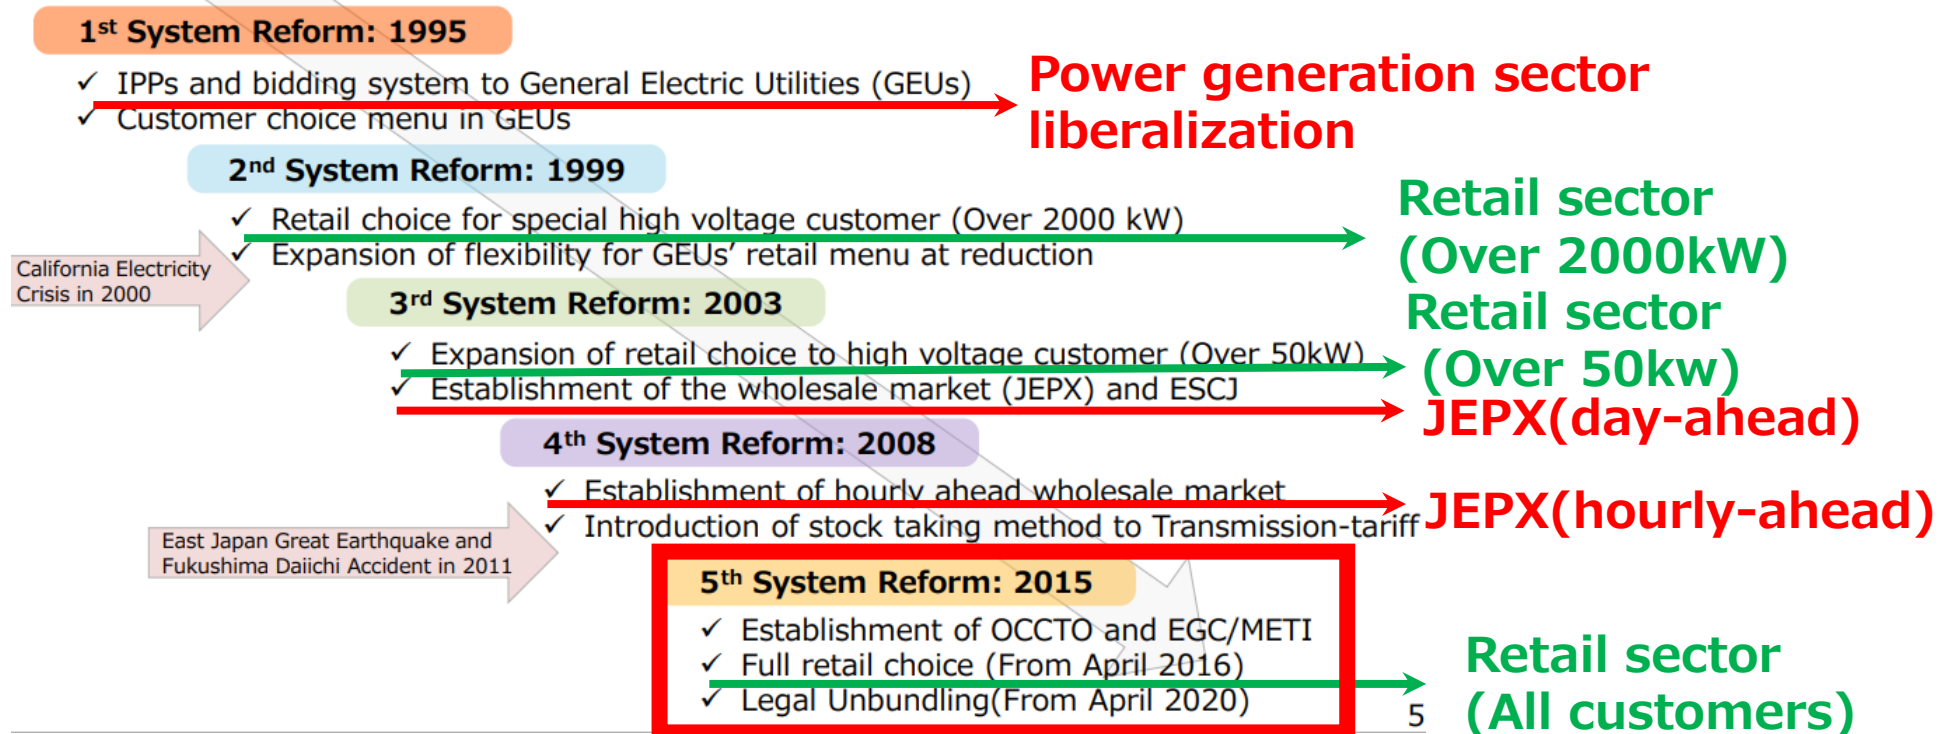 1st System Reform: 1995
✓ IPPs and bidding system to General Electric Utilities (GEUs)
✓ Customer choice menu in GEUs
Power generation sector
liberalization
2nd System Reform: 1999
✓ Retail choice for special high voltage customer (Over 2000 kW)
✓ Expansion of flexibility for GEUs' retail menu at reduction
Retail sector
(Over 2000kW)
California Electricity
Crisis in 2000
3rd System Reform: 2003
✓ Expansion of retail choice to high voltage customer (Over 50kW)
✓ Establishment of the wholesale market (JEPX) and ESCJ
Retail sector
(Over 50kw)
JEPX(day-ahead)
4th System Reform: 2008
✓ Establishment of hourly ahead wholesale market
✓ Introduction of stock taking method to Transmission-tariff
JEPX(hourly-ahead)
East Japan Great Earthquake and
Fukushima Daiichi Accident in 2011
5th System Reform: 2015
✓ Establishment of OCCTO and EGC/METI
✓ Full retail choice (From April 2016)
✓ Legal Unbundling(From April 2020)
Retail sector
(All customers)
5